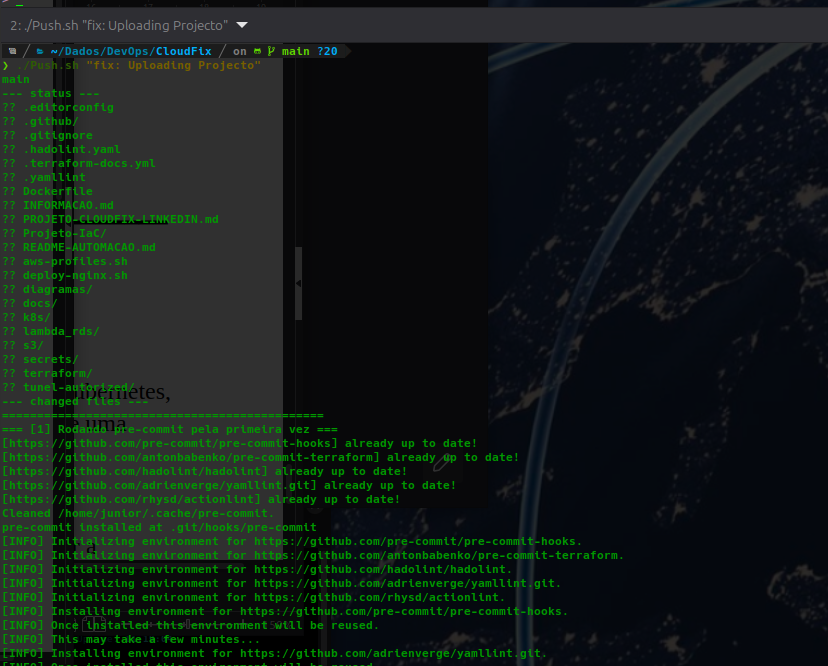 2: ./Push.sh "fix: Uploading Projecto"
/ ~/Dados/DevOps/CloudFix / on main ?20
❯ ./Push.sh "fix: Uploading Projecto"
main
--- status ---
?? .editorconfig
?? .github/
?? .gitignore
?? .hadolint.yaml
?? .terraform-docs.yml
?? .yamllint
?? Dockerfile
?? INFORMACAO.md
?? PROJETO-CLOUDFIX-LINKEDIN.md
?? Projeto-IaC/
?? README-AUTOMACAO.md
?? aws-profiles.sh
?? deploy-nginx.sh
?? diagramas/
?? docs/
?? k8s/
?? lambda_rds/
?? s3/
?? secrets/
?? terraform/
?? tunel-autorized/
--- changed files ---
==============================================
=== [1] Rodando pre-commit pela primeira vez ===
[https://github.com/pre-commit/pre-commit-hooks] already up to date!
[https://github.com/antonbabenko/pre-commit-terraform] already up to date!
[https://github.com/hadolint/hadolint] already up to date!
[https://github.com/adrienverge/yamllint.git] already up to date!
[https://github.com/rhysd/actionlint] already up to date!
Cleaned /home/junior/.cache/pre-commit.
pre-commit installed at .git/hooks/pre-commit
[INFO] Initializing environment for https://github.com/pre-commit/pre-commit-hooks.
[INFO] Initializing environment for https://github.com/antonbabenko/pre-commit-terraform.
[INFO] Initializing environment for https://github.com/hadolint/hadolint.
[INFO] Initializing environment for https://github.com/adrienverge/yamllint.git.
[INFO] Initializing environment for https://github.com/rhysd/actionlint.
[INFO] Installing environment for https://github.com/pre-commit/pre-commit-hooks.
[INFO] Once installed this environment will be reused.
[INFO] This may take a few minutes...
[INFO] Installing environment for https://github.com/adrienverge/yamllint.git.
[INFO] Once installed this environment will be reused.